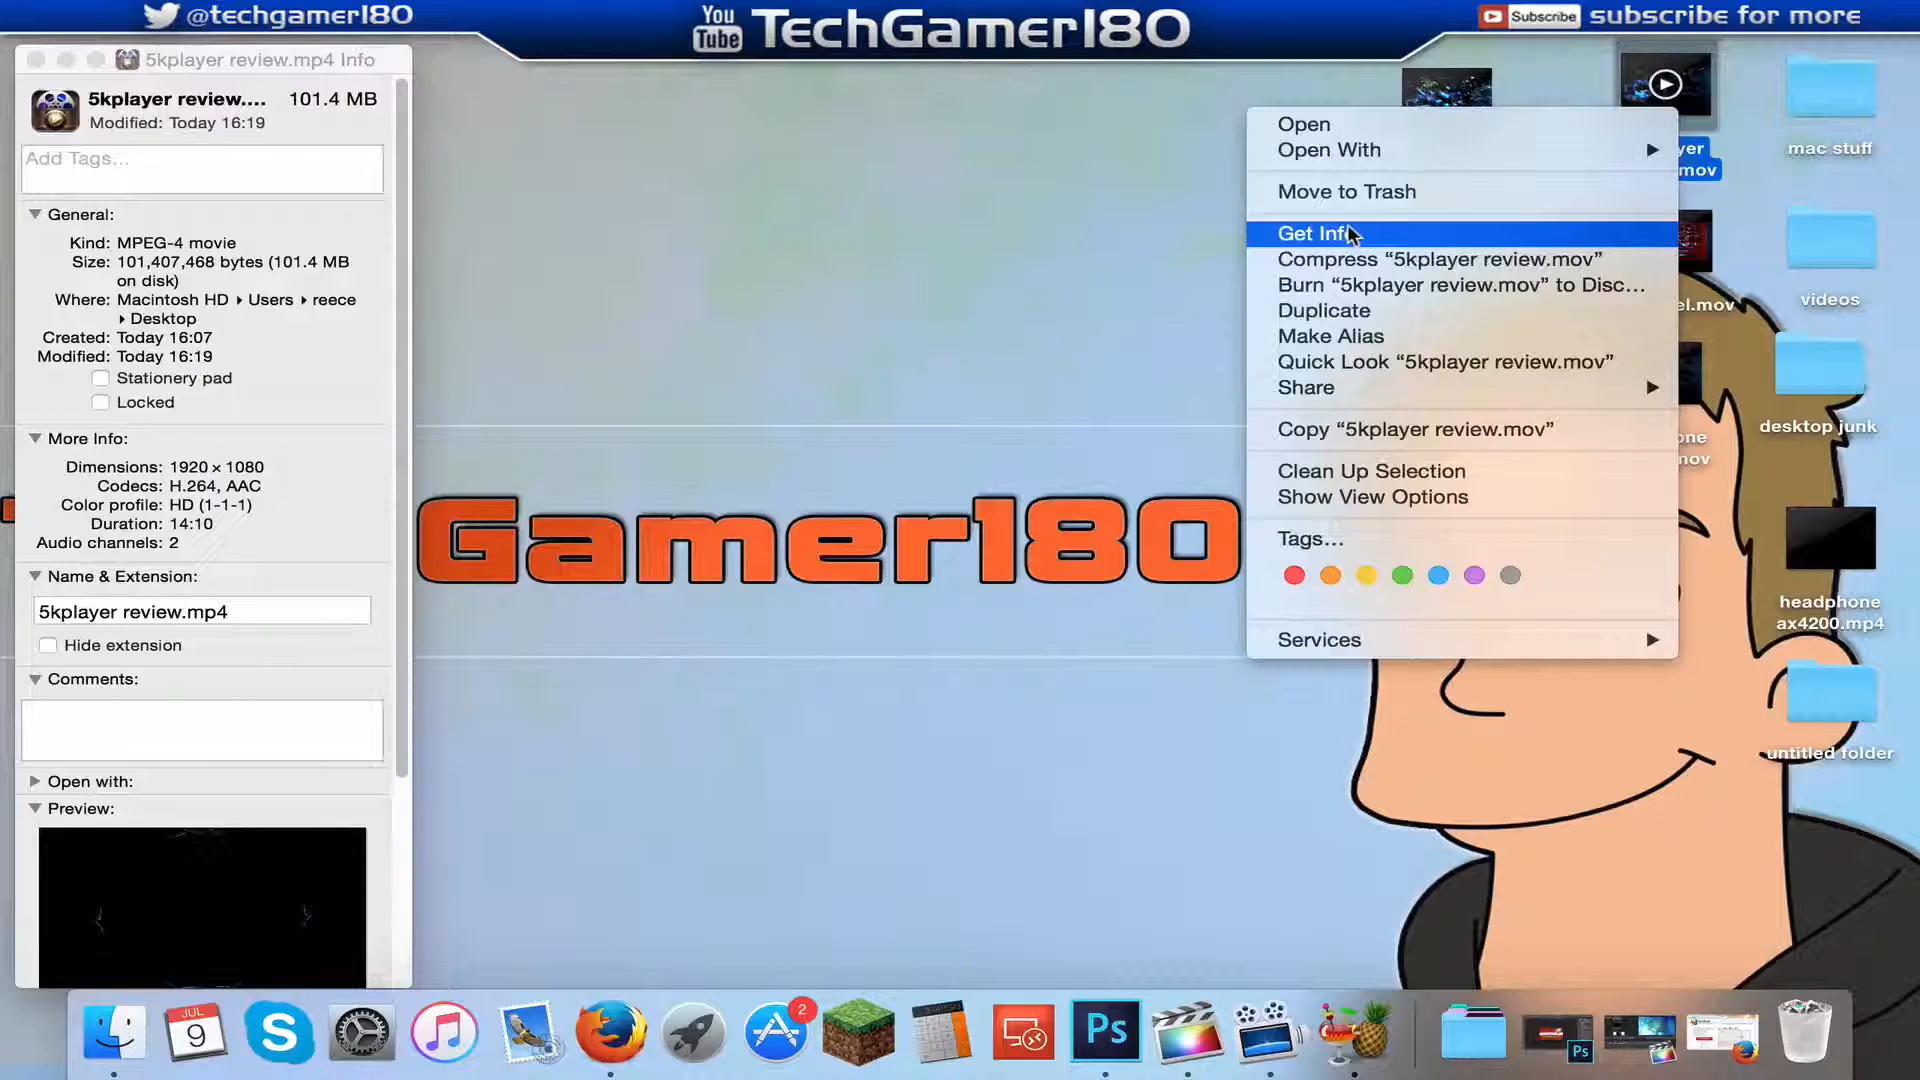 @techgamer180
You Tube TechGamer180
Subscribe subscribe for more
5kplayer review.mp4 Info
5kplayer review.... 101.4 MB
Modified: Today 16:19
Add Tags...
General:
Kind: MPEG-4 movie
Size: 101,407,468 bytes (101.4 MB
on disk)
Where: Macintosh HD ▸ Users ▸ reece
▸ Desktop
Created: Today 16:07
Modified: Today 16:19
Stationery pad
Locked
More Info:
Dimensions: 1920 × 1080
Codecs: H.264, AAC
Color profile: HD (1-1-1)
Duration: 14:10
Audio channels: 2
Name & Extension:
5kplayer review.mp4
Hide extension
Comments:
Open with:
Preview:
Gamer180
Open
Open With
Move to Trash
Get Info
Compress “5kplayer review.mov”
Burn “5kplayer review.mov” to Disc...
Duplicate
Make Alias
Quick Look “5kplayer review.mov”
Share
Copy “5kplayer review.mov”
Clean Up Selection
Show View Options
Tags...
Services
yer
mov
el.mov
one
mov
mac stuff
videos
desktop junk
headphone
ax4200.mp4
untitled folder
JUL
9
S
2
Ps
Ps